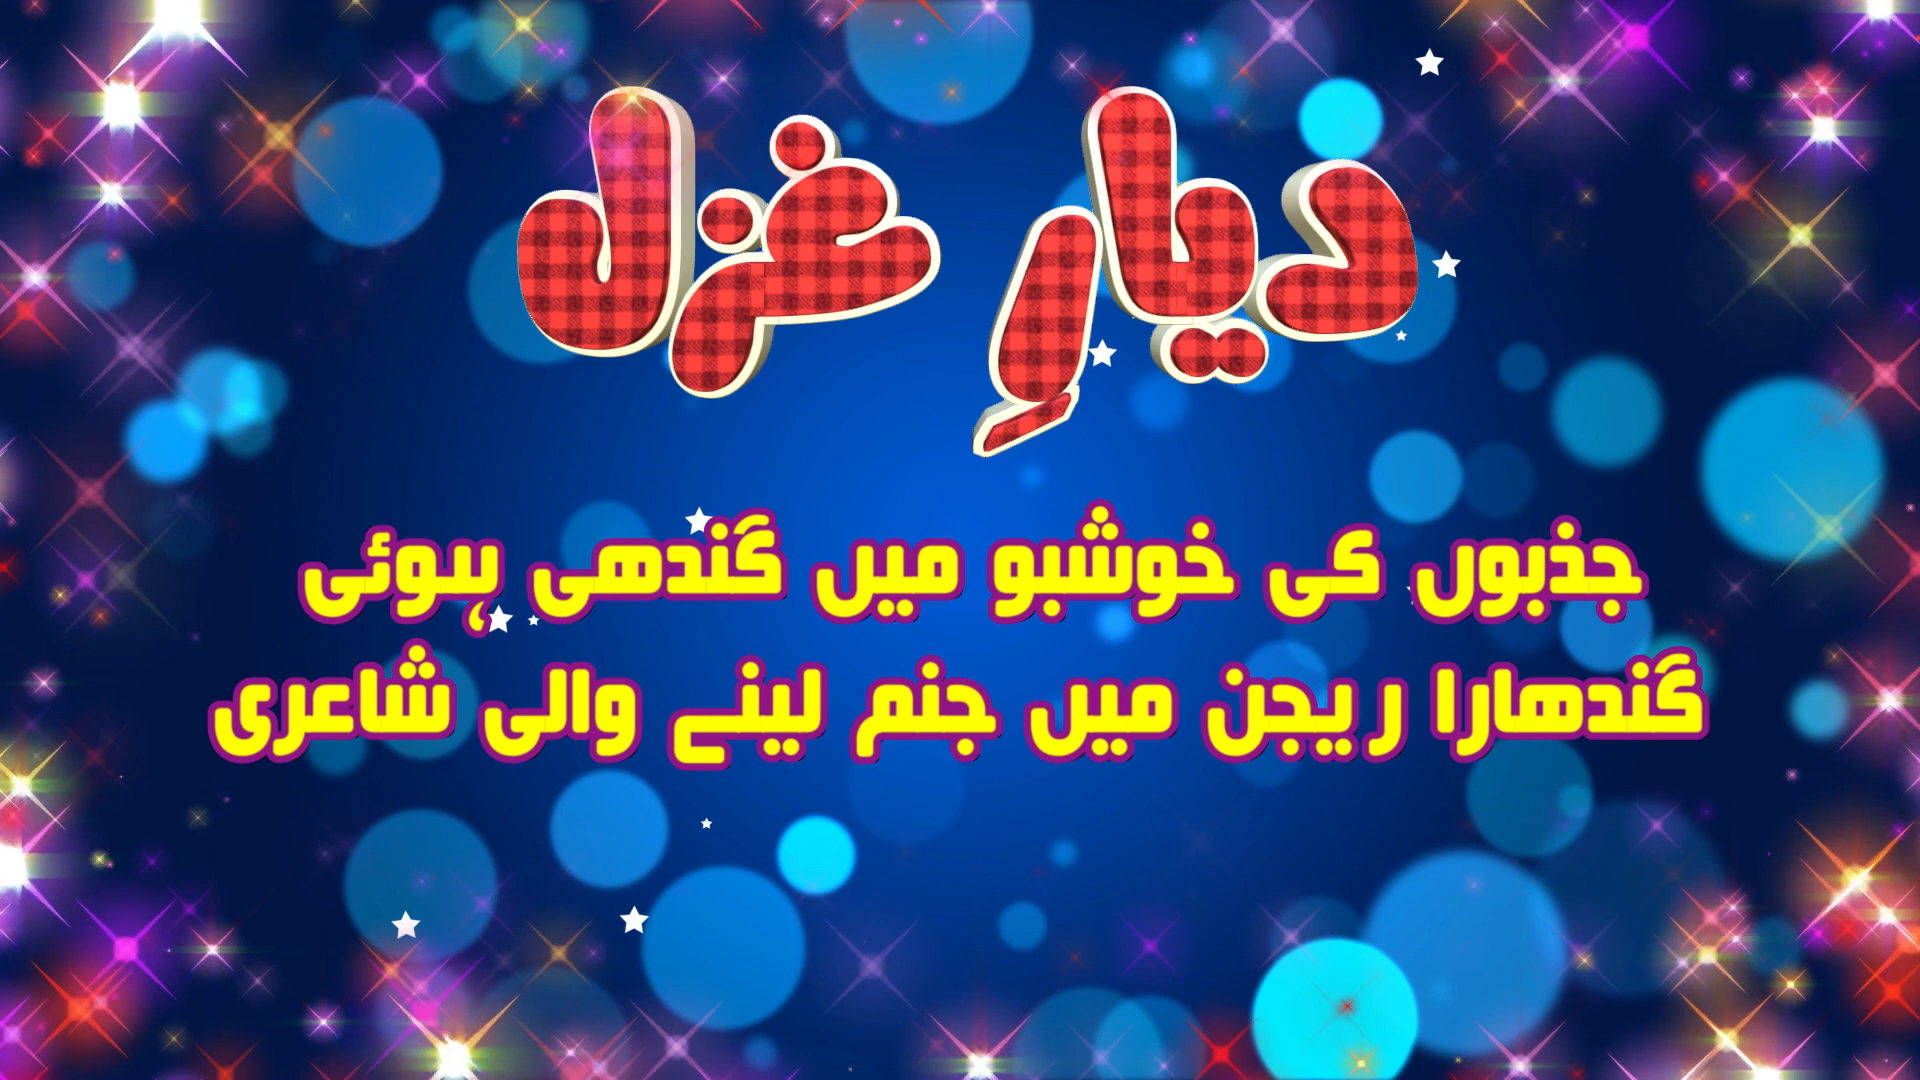 دیارِ غزل
جذبوں کی خوشبو میں گندھی ہوئی
گندھارا ریجن میں جنم لینے والی شاعری